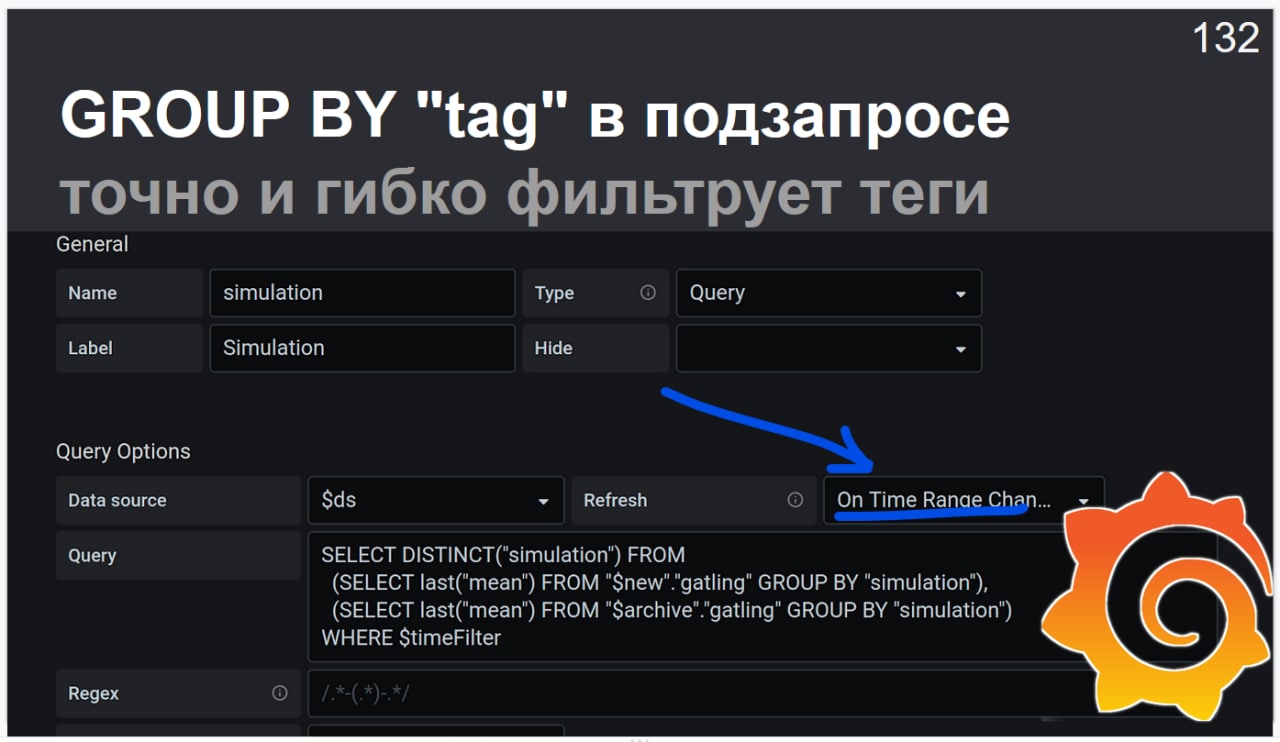 132
GROUP BY "tag" в подзапросе
точно и гибко фильтрует теги
General
Name simulation Type Query
Label Simulation Hide
Query Options
Data source $ds Refresh On Time Range Chan...
Query SELECT DISTINCT("simulation") FROM
(SELECT last("mean") FROM "$new"."gatling" GROUP BY "simulation"),
(SELECT last("mean") FROM "$archive"."gatling" GROUP BY "simulation")
WHERE $timeFilter
Regex /.*-(.*)-.*/